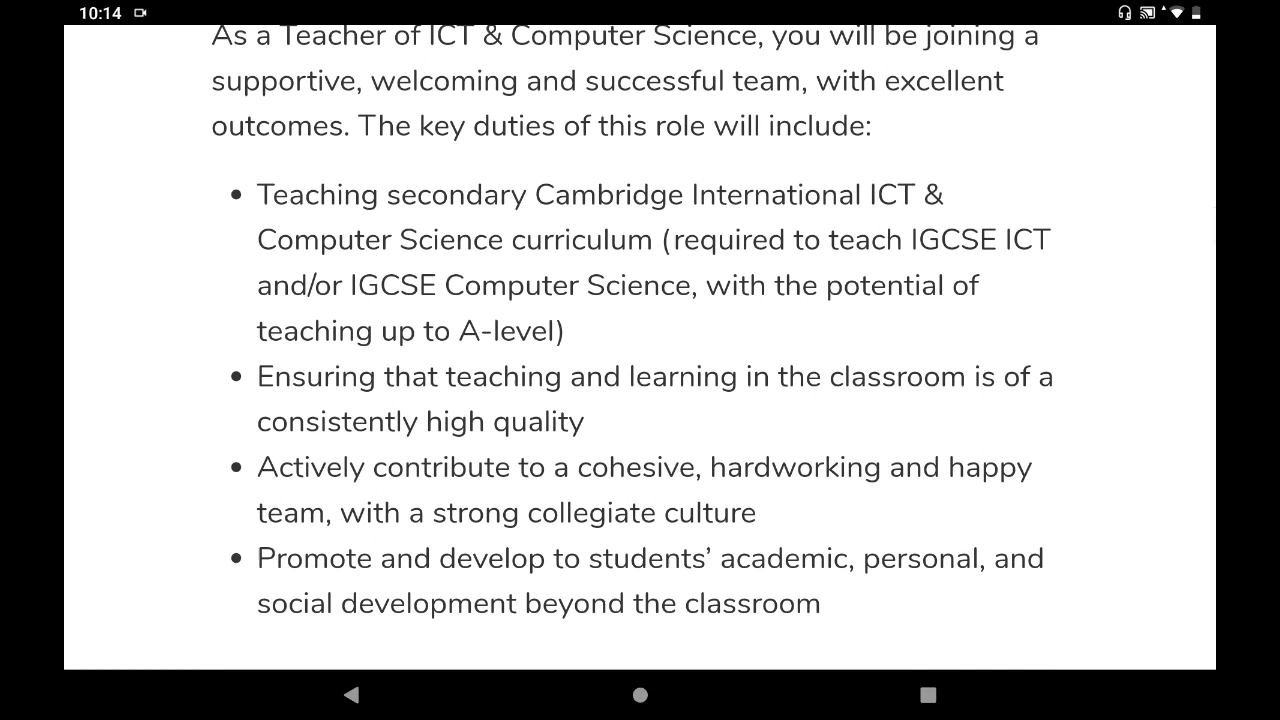 10:14
As a Teacher of ICT & Computer Science, you will be joining a
supportive, welcoming and successful team, with excellent
outcomes. The key duties of this role will include:
• Teaching secondary Cambridge International ICT &
Computer Science curriculum (required to teach IGCSE ICT
and/or IGCSE Computer Science, with the potential of
teaching up to A-level)
• Ensuring that teaching and learning in the classroom is of a
consistently high quality
• Actively contribute to a cohesive, hardworking and happy
team, with a strong collegiate culture
• Promote and develop to students’ academic, personal, and
social development beyond the classroom